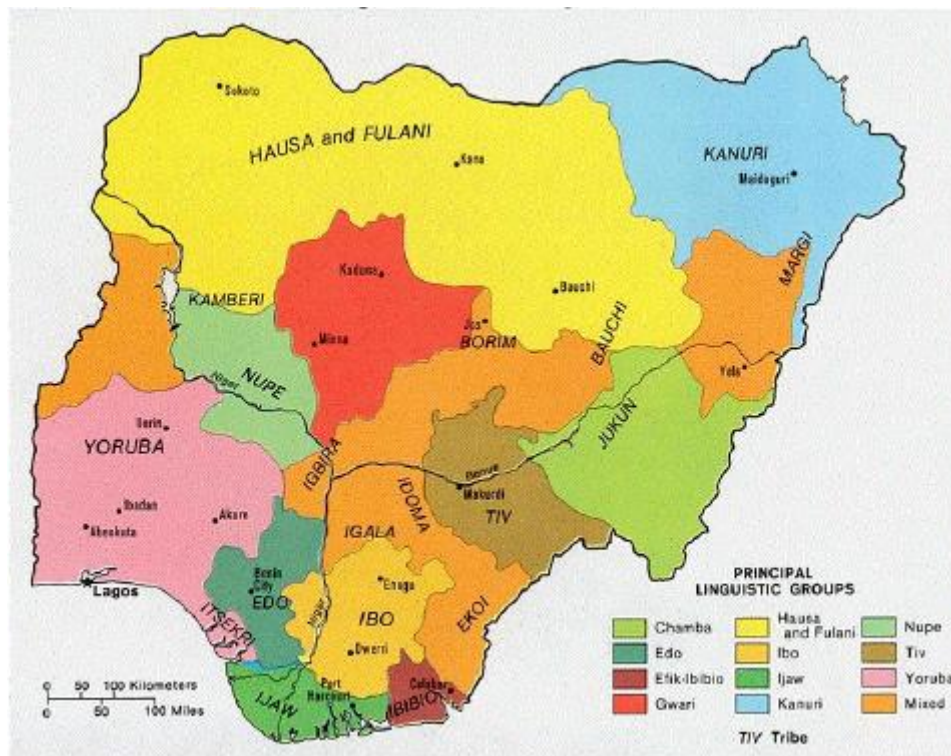 Sokoto
HAUSA and FULANI
Kano
KANURI
Maiduguri
MARGI
Kaduna
Bauchi
KAMBERI
Jos
BORIM
BAUCHI
Minna
NUPE
Niger
Yola
Ilorin
YORUBA
JUKUN
IGBIRA
Benue
Makurdi
IDOMA
TIV
Ibadan
Abeokuta
Akure
IGALA
Lagos
Benin
City
EDO
Enugu
IBO
Niger
EKOI
ITSEKRI
Owerri
Port
Harcourt
Calabar
IJAW
IBIBIO
0 50 100 Kilometers
0 50 100 Miles
PRINCIPAL
LINGUISTIC GROUPS
Chamba
Edo
Efik-Ibibio
Gwari
Hausa
and Fulani
Ibo
Ijaw
Kanuri
Nupe
Tiv
Yoruba
Mixed
TIV Tribe